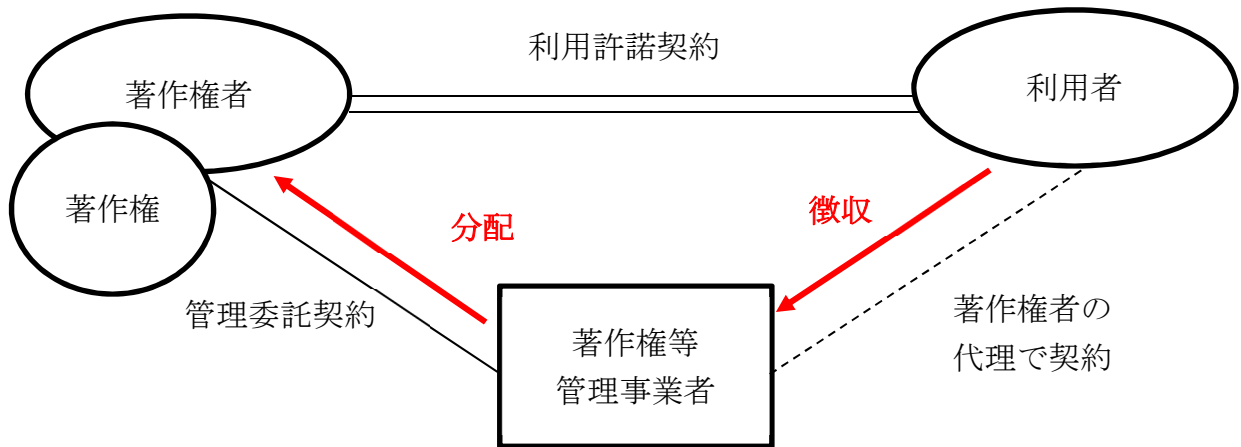 利用許諾契約
著作権者
利用者
著作権
分配
徴収
管理委託契約
著作権等
管理事業者
著作権者の
代理で契約